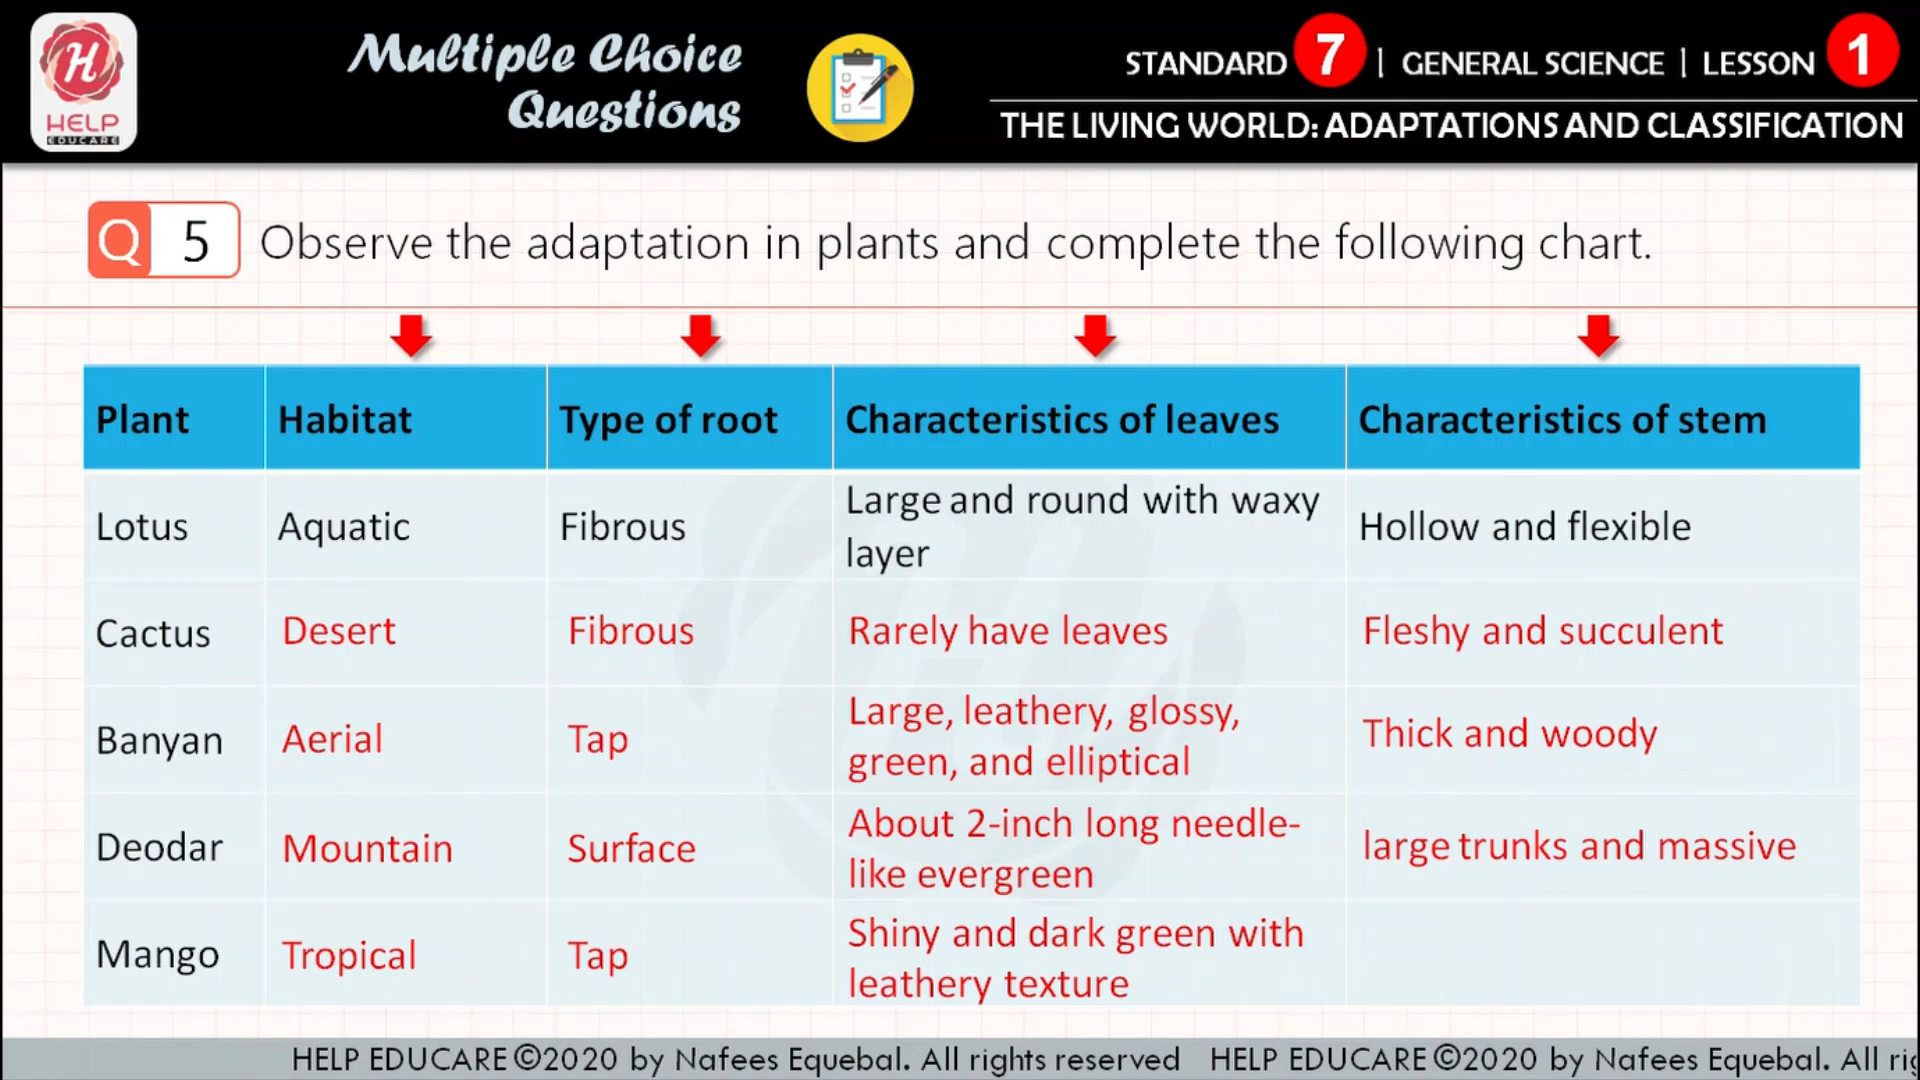 H
HELP
EDUCARE
Multiple Choice
Questions
STANDARD 7 | GENERAL SCIENCE | LESSON 1
THE LIVING WORLD: ADAPTATIONS AND CLASSIFICATION
Q 5 Observe the adaptation in plants and complete the following chart.
Plant Habitat Type of root Characteristics of leaves Characteristics of stem
Lotus Aquatic Fibrous Large and round with waxy
layer Hollow and flexible
Cactus Desert Fibrous Rarely have leaves Fleshy and succulent
Banyan Aerial Tap Large, leathery, glossy,
green, and elliptical Thick and woody
Deodar Mountain Surface About 2-inch long needle-
like evergreen large trunks and massive
Mango Tropical Tap Shiny and dark green with
leathery texture
HELP EDUCARE ©2020 by Nafees Equebal. All rights reserved HELP EDUCARE ©2020 by Nafees Equebal. All